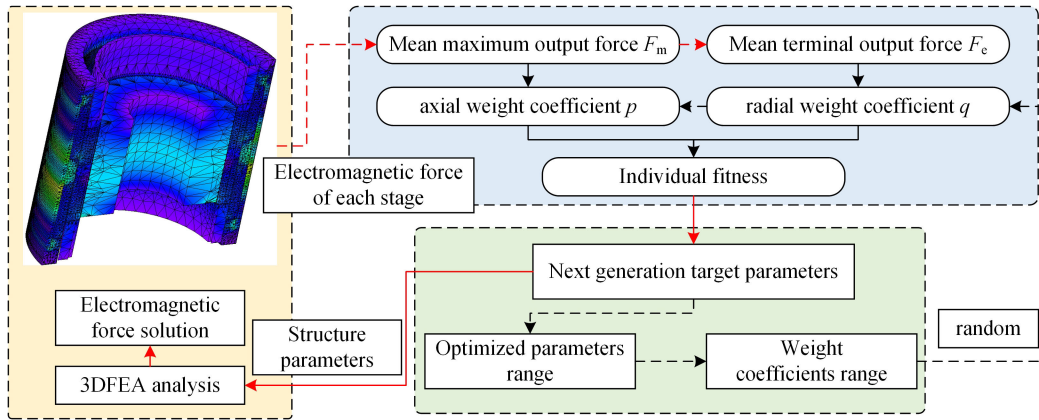 Mean maximum output force Fm
Mean terminal output force Fe
axial weight coefficient p
radial weight coefficient q
Electromagnetic force
of each stage
Individual fitness
Next generation target parameters
Electromagnetic
force solution
Structure
parameters
Optimized parameters
range
Weight
coefficients range
random
3DFEA analysis